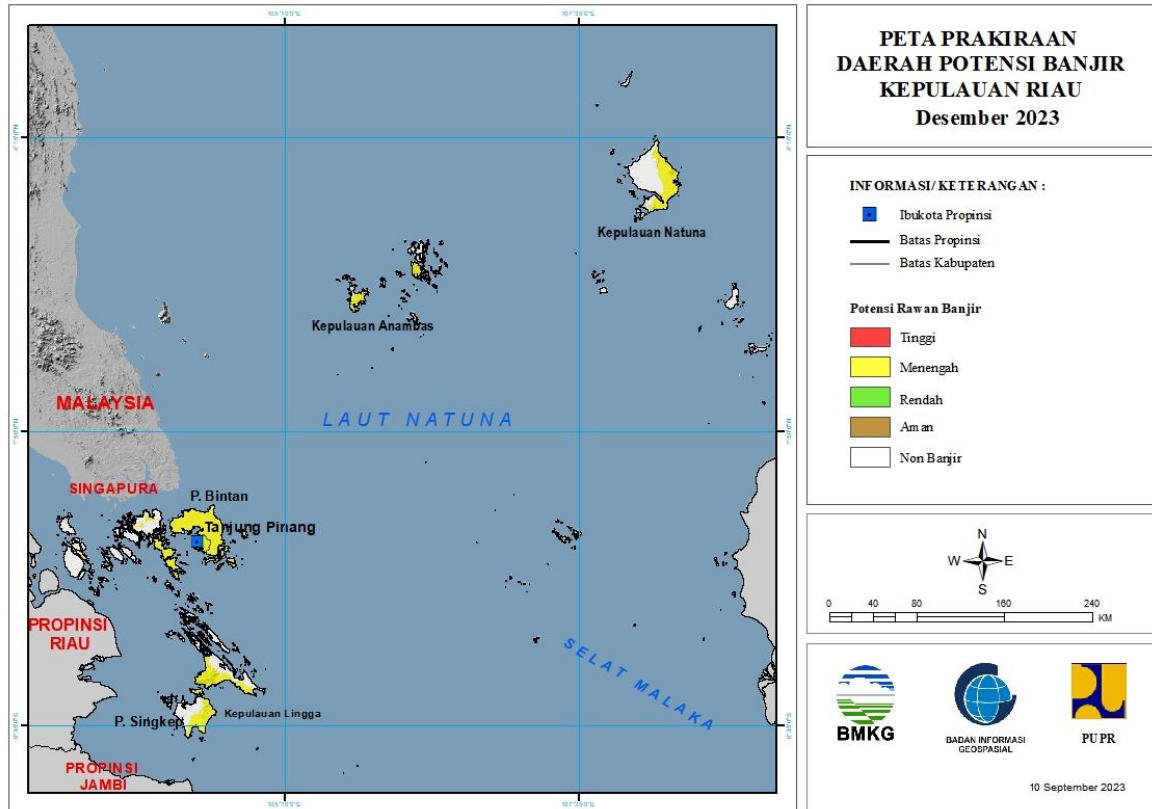 PETA PRAKIRAAN
DAERAH POTENSI BANJIR
KEPULAUAN RIAU
Desember 2023
INFORMASI/ KETERANGAN :
Ibukota Propinsi
Batas Propinsi
Batas Kabupaten
Potensi Rawan Banjir
Tinggi
Menengah
Rendah
Aman
Non Banjir
N
W E
S
0 40 80 160 240
KM
BMKG
BADAN INFORMASI
GEOSPASIAL
PUPR
10 September 2023
Kepulauan Natuna
Kepulauan Anambas
MALAYSIA
LAUT NATUNA
SINGAPURA
P. Bintan
Tanjung Pinang
PROPINSI
RIAU
SELAT MALAKA
P. Singkep
Kepulauan Lingga
PROPINSI
JAMBI